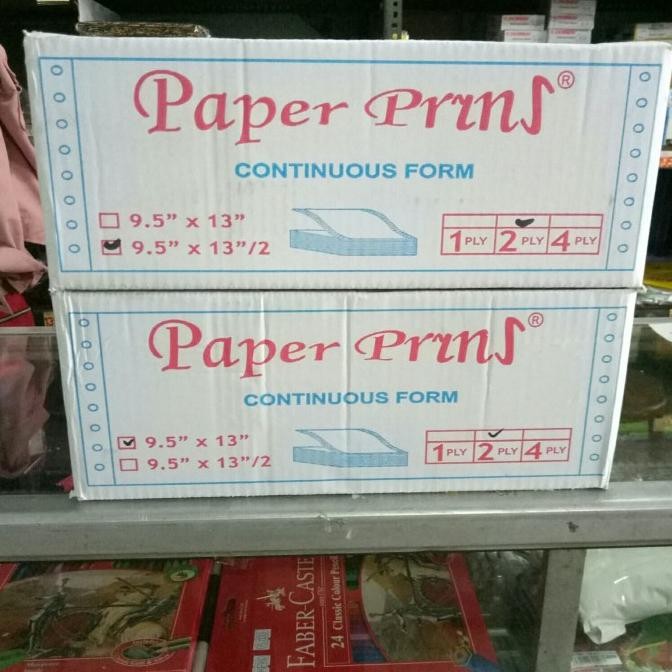 Paper Prins®
CONTINUOUS FORM
9.5" x 13"
9.5" x 13"/2
1 PLY 2 PLY 4 PLY
Paper Prins®
CONTINUOUS FORM
9.5" x 13"
9.5" x 13"/2
1 PLY 2 PLY 4 PLY
FABER-CASTE
24 Classic Colour Penc